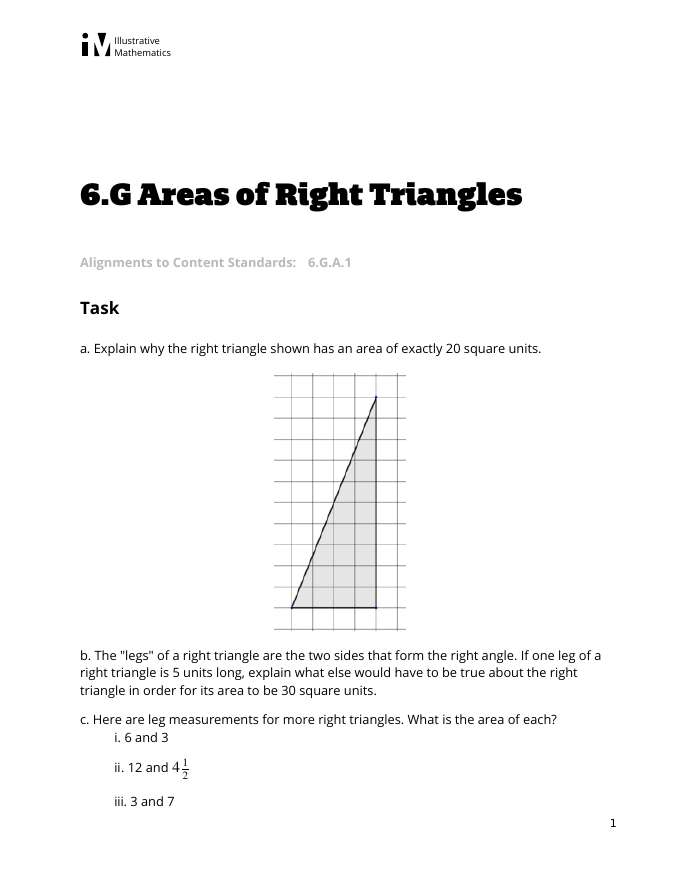 Illustrative
Mathematics
6.G Areas of Right Triangles
Alignments to Content Standards: 6.G.A.1
Task
a. Explain why the right triangle shown has an area of exactly 20 square units.
b. The "legs" of a right triangle are the two sides that form the right angle. If one leg of a
right triangle is 5 units long, explain what else would have to be true about the right
triangle in order for its area to be 30 square units.
c. Here are leg measurements for more right triangles. What is the area of each?
i. 6 and 3
ii. 12 and 4 1/2
iii. 3 and 7
1